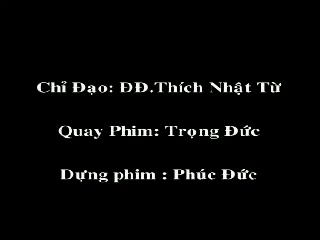 Chỉ Đạo: ĐĐ.Thích Nhật Từ
Quay Phim: Trọng Đức
Dựng phim : Phúc Đức